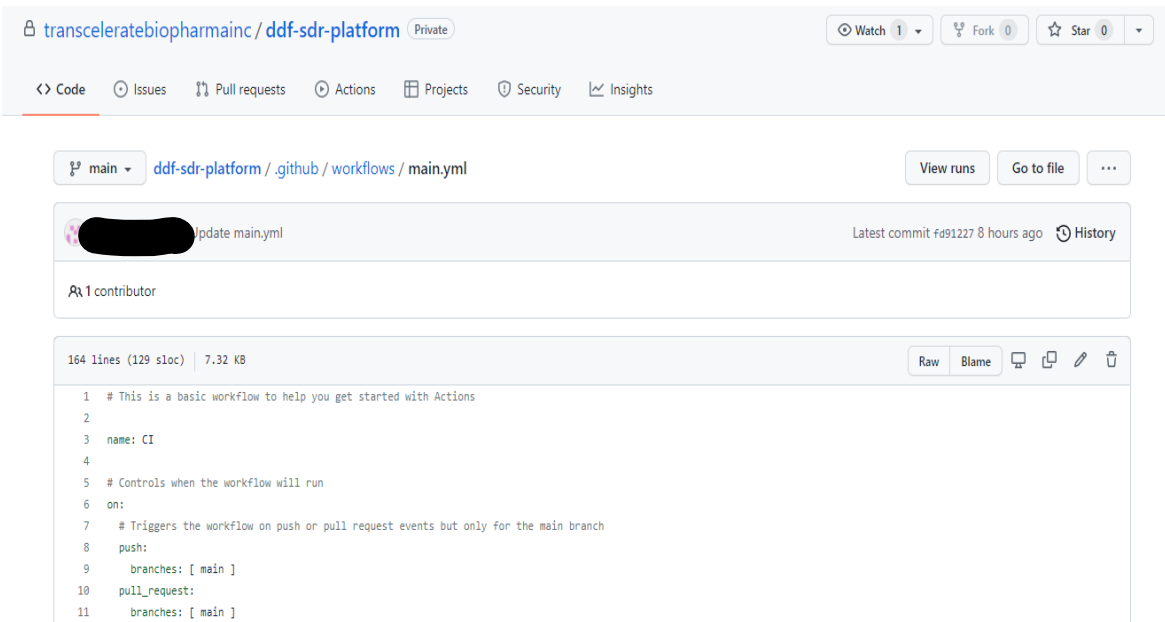 transceleratebiopharmainc / ddf-sdr-platform Private
Watch 1 Fork 0 Star 0
Code Issues Pull requests Actions Projects Security Insights
main ddf-sdr-platform / .github / workflows / main.yml View runs Go to file ...
main.yml Latest commit fd91227 8 hours ago History
1 contributor
164 lines (129 sloc) 7.32 KB Raw Blame
1 # This is a basic workflow to help you get started with Actions
2
3 name: CI
4
5 # Controls when the workflow will run
6 on:
7 # Triggers the workflow on push or pull request events but only for the main branch
8 push:
9 branches: [ main ]
10 pull_request:
11 branches: [ main ]